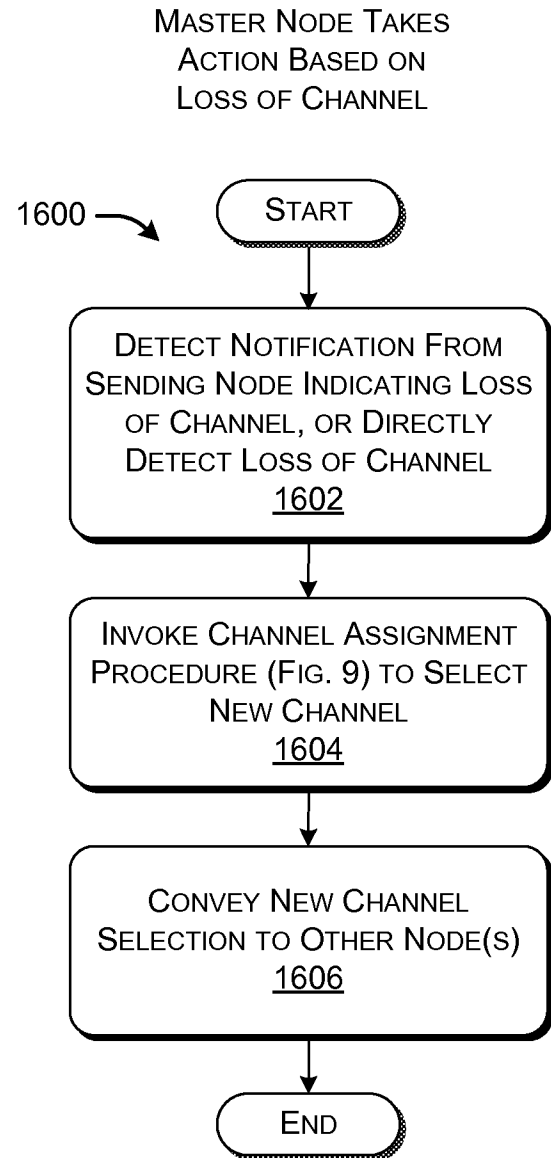 MASTER NODE TAKES
ACTION BASED ON
LOSS OF CHANNEL
1600
START
DETECT NOTIFICATION FROM
SENDING NODE INDICATING LOSS
OF CHANNEL, OR DIRECTLY
DETECT LOSS OF CHANNEL
1602
INVOKE CHANNEL ASSIGNMENT
PROCEDURE (FIG. 9) TO SELECT
NEW CHANNEL
1604
CONVEY NEW CHANNEL
SELECTION TO OTHER NODE(S)
1606
END